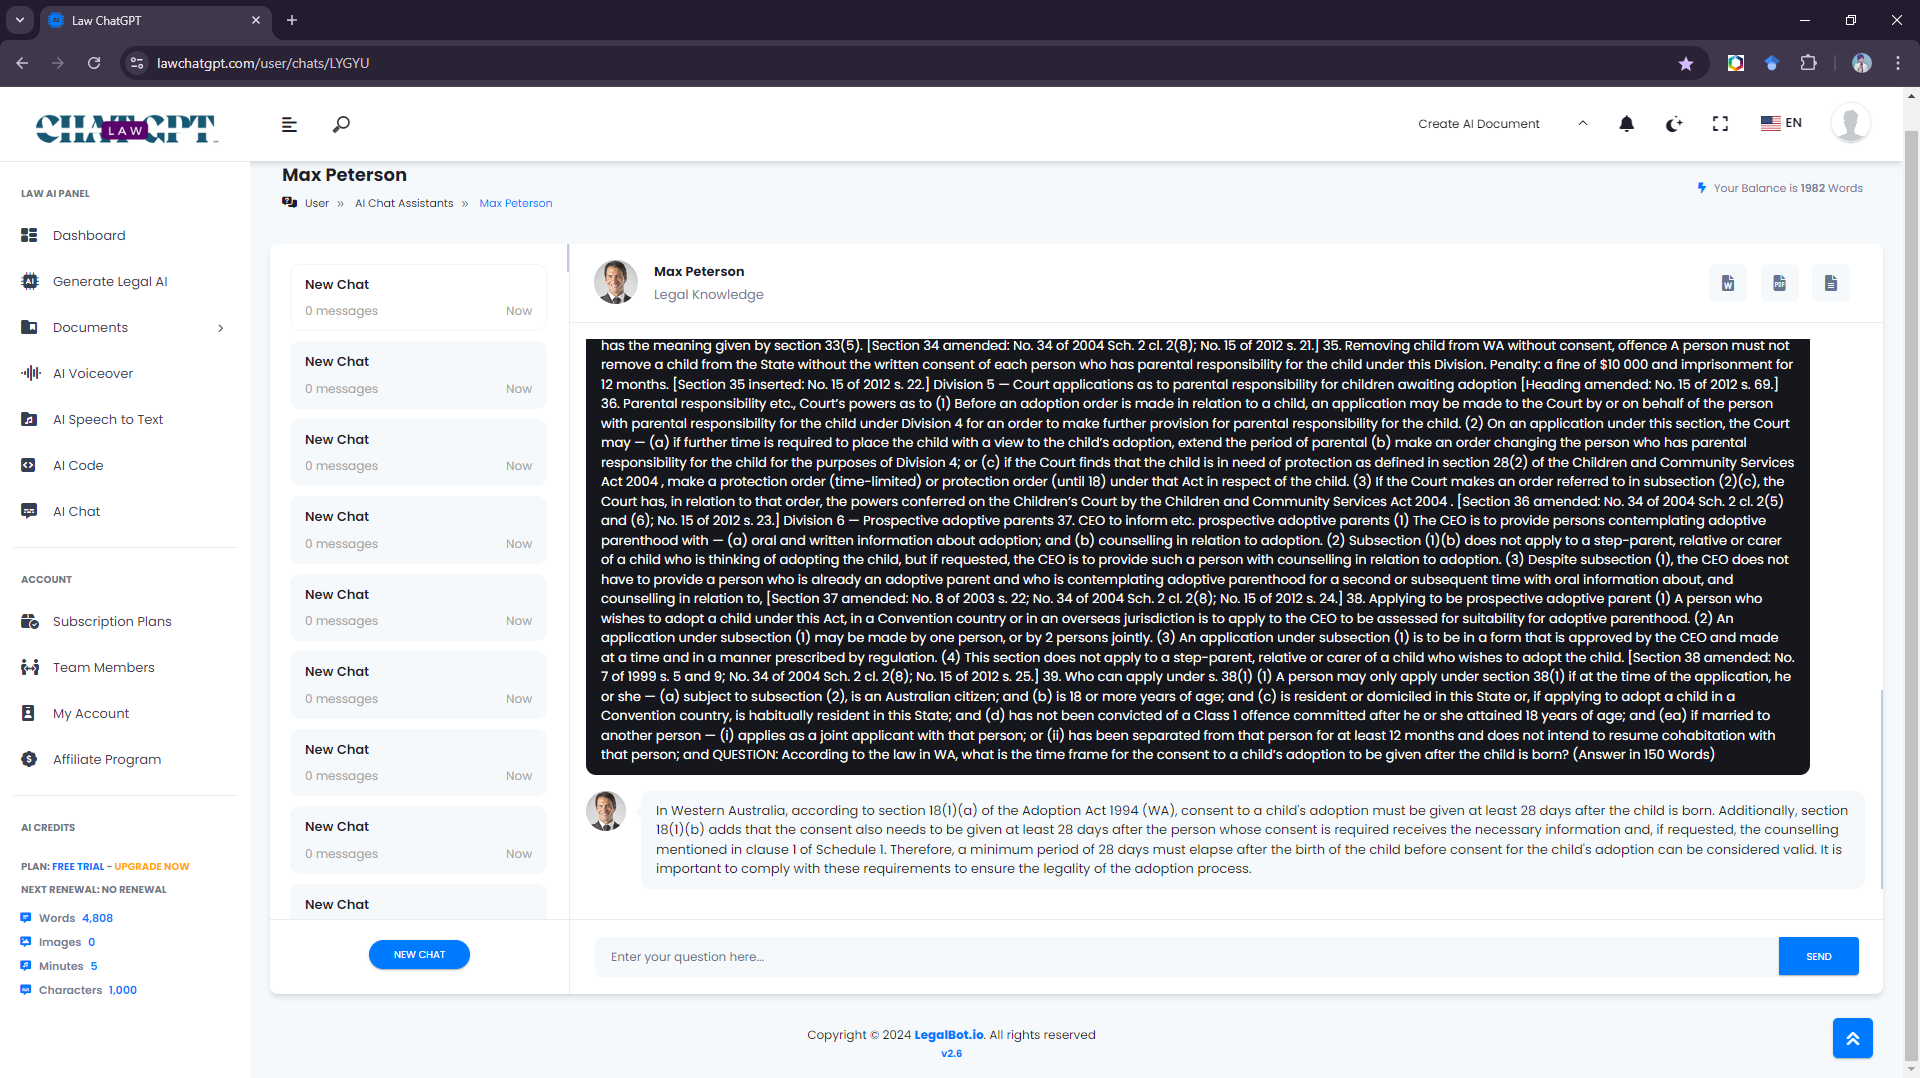 Law ChatGPT
lawchatgpt.com/user/chats/LYGYU
CHATGPT
LAW
Create AI Document
EN
LAW AI PANEL
Dashboard
Generate Legal AI
Documents
AI Voiceover
AI Speech to Text
AI Code
AI Chat
ACCOUNT
Subscription Plans
Team Members
My Account
Affiliate Program
AI CREDITS
PLAN: FREE TRIAL - UPGRADE NOW
NEXT RENEWAL: NO RENEWAL
Words 4,808
Images 0
Minutes 5
Characters 1,000
Max Peterson
User » AI Chat Assistants » Max Peterson
Your Balance is 1982 Words
New Chat
0 messages Now
New Chat
0 messages Now
New Chat
0 messages Now
New Chat
0 messages Now
New Chat
0 messages Now
New Chat
0 messages Now
New Chat
0 messages Now
New Chat
0 messages Now
New Chat
NEW CHAT
Max Peterson
Legal Knowledge
has the meaning given by section 33(5). [Section 34 amended: No. 34 of 2004 Sch. 2 cl. 2(8); No. 15 of 2012 s. 21.] 35. Removing child from WA without consent, offence A person must not
remove a child from the State without the written consent of each person who has parental responsibility for the child under this Division. Penalty: a fine of $10 000 and imprisonment for
12 months. [Section 35 inserted: No. 15 of 2012 s. 22.] Division 5 — Court applications as to parental responsibility for children awaiting adoption [Heading amended: No. 15 of 2012 s. 69.]
36. Parental responsibility etc., Court’s powers as to (1) Before an adoption order is made in relation to a child, an application may be made to the Court by or on behalf of the person
with parental responsibility for the child under Division 4 for an order to make further provision for parental responsibility for the child. (2) On an application under this section, the Court
may — (a) if further time is required to place the child with a view to the child’s adoption, extend the period of parental (b) make an order changing the person who has parental
responsibility for the child for the purposes of Division 4; or (c) if the Court finds that the child is in need of protection as defined in section 28(2) of the Children and Community Services
Act 2004 , make a protection order (time-limited) or protection order (until 18) under that Act in respect of the child. (3) If the Court makes an order referred to in subsection (2)(c), the
Court has, in relation to that order, the powers conferred on the Children’s Court by the Children and Community Services Act 2004 . [Section 36 amended: No. 34 of 2004 Sch. 2 cl. 2(5)
and (6); No. 15 of 2012 s. 23.] Division 6 — Prospective adoptive parents 37. CEO to inform etc. prospective adoptive parents (1) The CEO is to provide persons contemplating adoptive
parenthood with — (a) oral and written information about adoption; and (b) counselling in relation to adoption. (2) Subsection (1)(b) does not apply to a step-parent, relative or carer
of a child who is thinking of adopting the child, but if requested, the CEO is to provide such a person with counselling in relation to adoption. (3) Despite subsection (1), the CEO does not
have to provide a person who is already an adoptive parent and who is contemplating adoptive parenthood for a second or subsequent time with oral information about, and
counselling in relation to, [Section 37 amended: No. 8 of 2003 s. 22; No. 34 of 2004 Sch. 2 cl. 2(8); No. 15 of 2012 s. 24.] 38. Applying to be prospective adoptive parent (1) A person who
wishes to adopt a child under this Act, in a Convention country or in an overseas jurisdiction is to apply to the CEO to be assessed for suitability for adoptive parenthood. (2) An
application under subsection (1) may be made by one person, or by 2 persons jointly. (3) An application under subsection (1) is to be in a form that is approved by the CEO and made
at a time and in a manner prescribed by regulation. (4) This section does not apply to a step-parent, relative or carer of a child who wishes to adopt the child. [Section 38 amended: No.
7 of 1999 s. 5 and 9; No. 34 of 2004 Sch. 2 cl. 2(8); No. 15 of 2012 s. 25.] 39. Who can apply under s. 38(1) (1) A person may only apply under section 38(1) if at the time of the application, he
or she — (a) subject to subsection (2), is an Australian citizen; and (b) is 18 or more years of age; and (c) is resident or domiciled in this State or, if applying to adopt a child in a
Convention country, is habitually resident in this State; and (d) has not been convicted of a Class 1 offence committed after he or she attained 18 years of age; and (ea) if married to
another person — (i) applies as a joint applicant with that person; or (ii) has been separated from that person for at least 12 months and does not intend to resume cohabitation with
that person; and QUESTION: According to the law in WA, what is the time frame for the consent to a child’s adoption to be given after the child is born? (Answer in 150 Words)
In Western Australia, according to section 18(1)(a) of the Adoption Act 1994 (WA), consent to a child's adoption must be given at least 28 days after the child is born. Additionally, section
18(1)(b) adds that the consent also needs to be given at least 28 days after the person whose consent is required receives the necessary information and, if requested, the counselling
mentioned in clause 1 of Schedule 1. Therefore, a minimum period of 28 days must elapse after the birth of the child before consent for the child's adoption can be considered valid. It is
important to comply with these requirements to ensure the legality of the adoption process.
Enter your question here...
SEND
Copyright © 2024 LegalBot.io. All rights reserved
v2.6